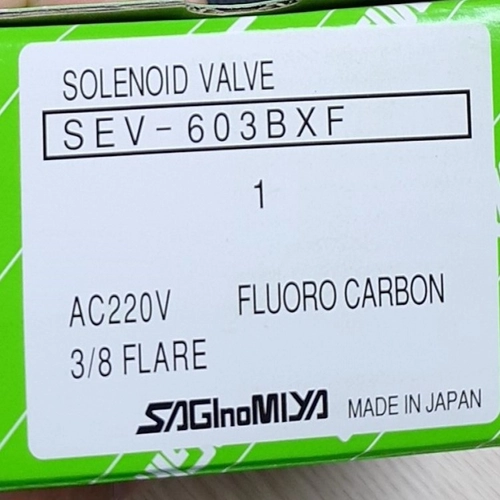 SOLENOID VALVE
SEV-603BXF
1
AC220V FLUORO CARBON
3/8 FLARE
SAGInoMIYA MADE IN JAPAN